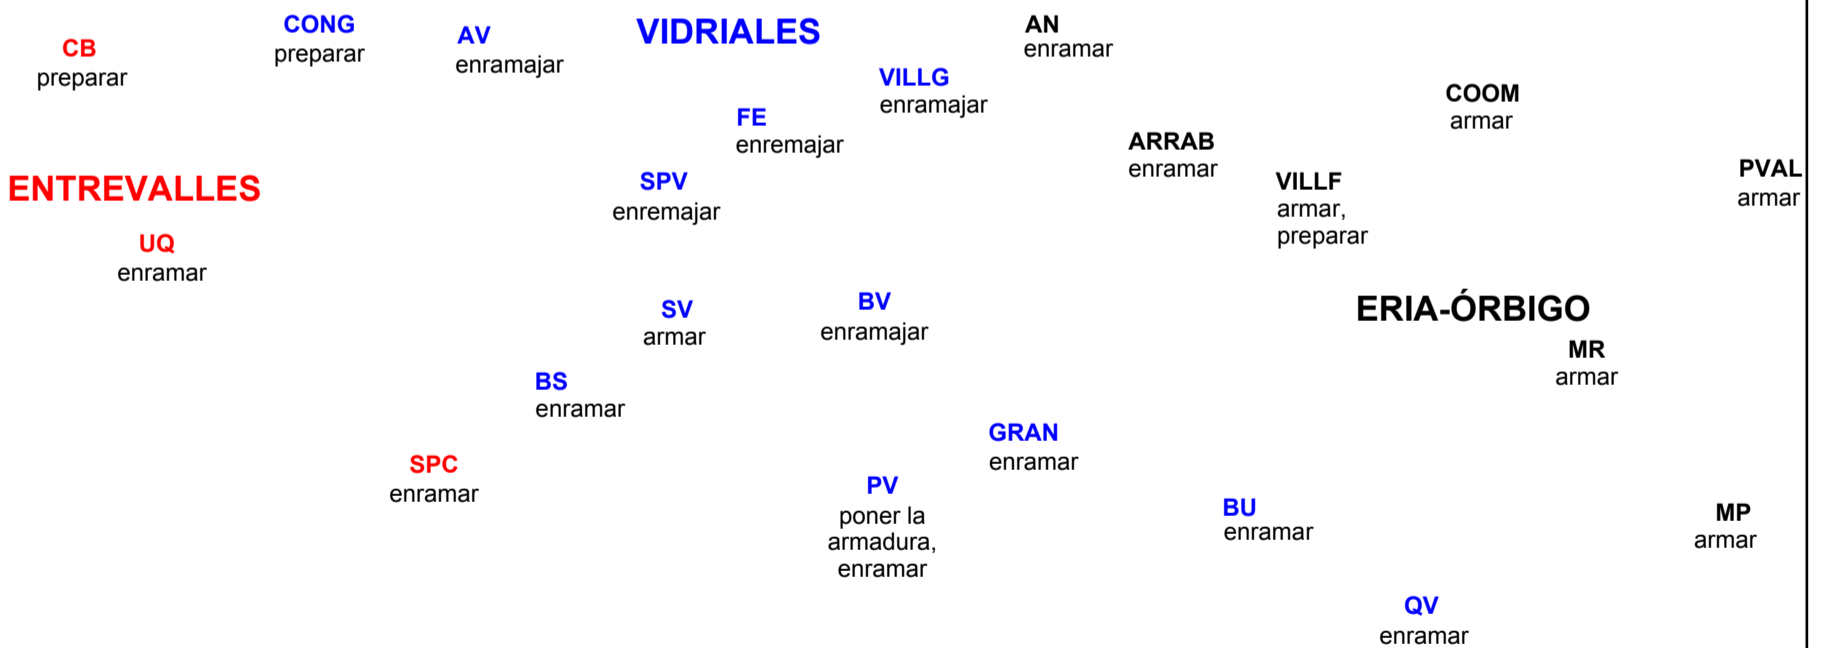 CB
preparar
CONG
preparar
AV
enramajar
VIDRIALES
AN
enramar
VILLG
enramajar
FE
enremajar
COOM
armar
ARRAB
enramar
PVAL
armar
ENTREVALLES
SPV
enremajar
VILLF
armar,
preparar
UQ
enramar
SV
armar
BV
enramajar
ERIA-ÓRBIGO
MR
armar
BS
enramar
GRAN
enramar
SPC
enramar
PV
poner la
armadura,
enramar
BU
enramar
MP
armar
QV
enramar